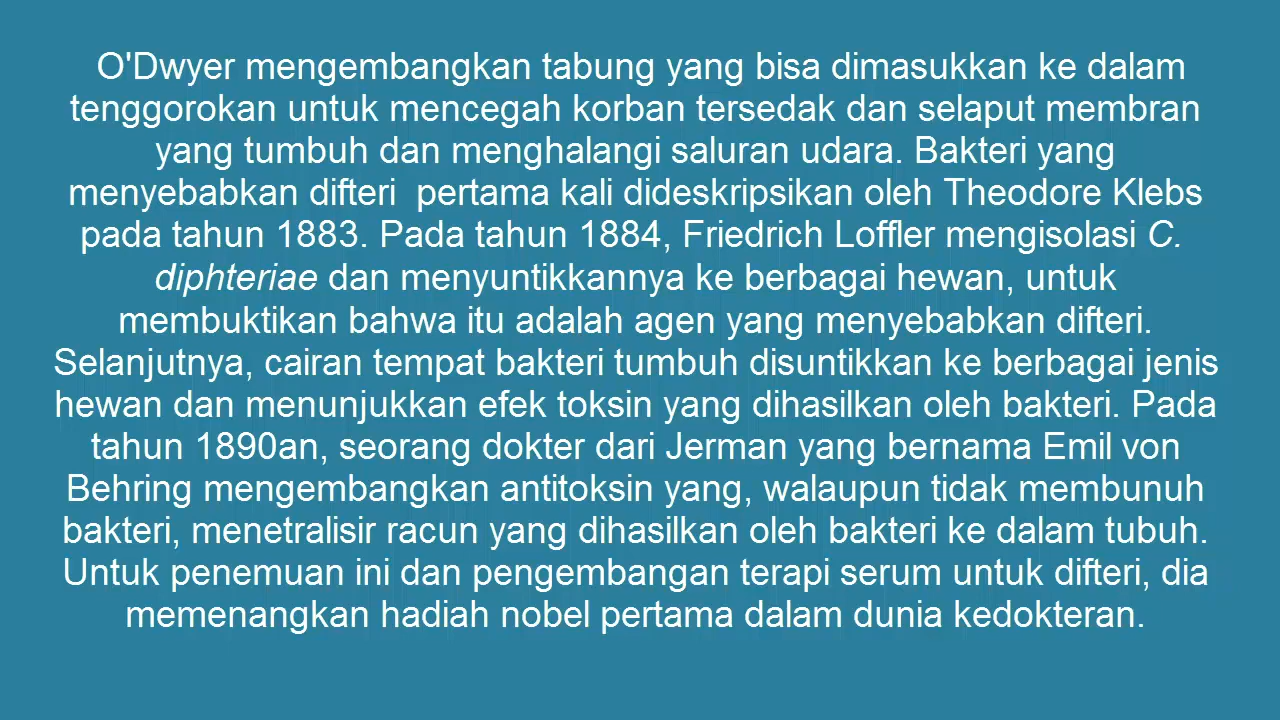 O'Dwyer mengembangkan tabung yang bisa dimasukkan ke dalam
tenggorokan untuk mencegah korban tersedak dan selaput membran
yang tumbuh dan menghalangi saluran udara. Bakteri yang
menyebabkan difteri  pertama kali dideskripsikan oleh Theodore Klebs
pada tahun 1883. Pada tahun 1884, Friedrich Loffler mengisolasi C.
diphteriae dan menyuntikkannya ke berbagai hewan, untuk
membuktikan bahwa itu adalah agen yang menyebabkan difteri.
Selanjutnya, cairan tempat bakteri tumbuh disuntikkan ke berbagai jenis
hewan dan menunjukkan efek toksin yang dihasilkan oleh bakteri. Pada
tahun 1890an, seorang dokter dari Jerman yang bernama Emil von
Behring mengembangkan antitoksin yang, walaupun tidak membunuh
bakteri, menetralisir racun yang dihasilkan oleh bakteri ke dalam tubuh.
Untuk penemuan ini dan pengembangan terapi serum untuk difteri, dia
memenangkan hadiah nobel pertama dalam dunia kedokteran.